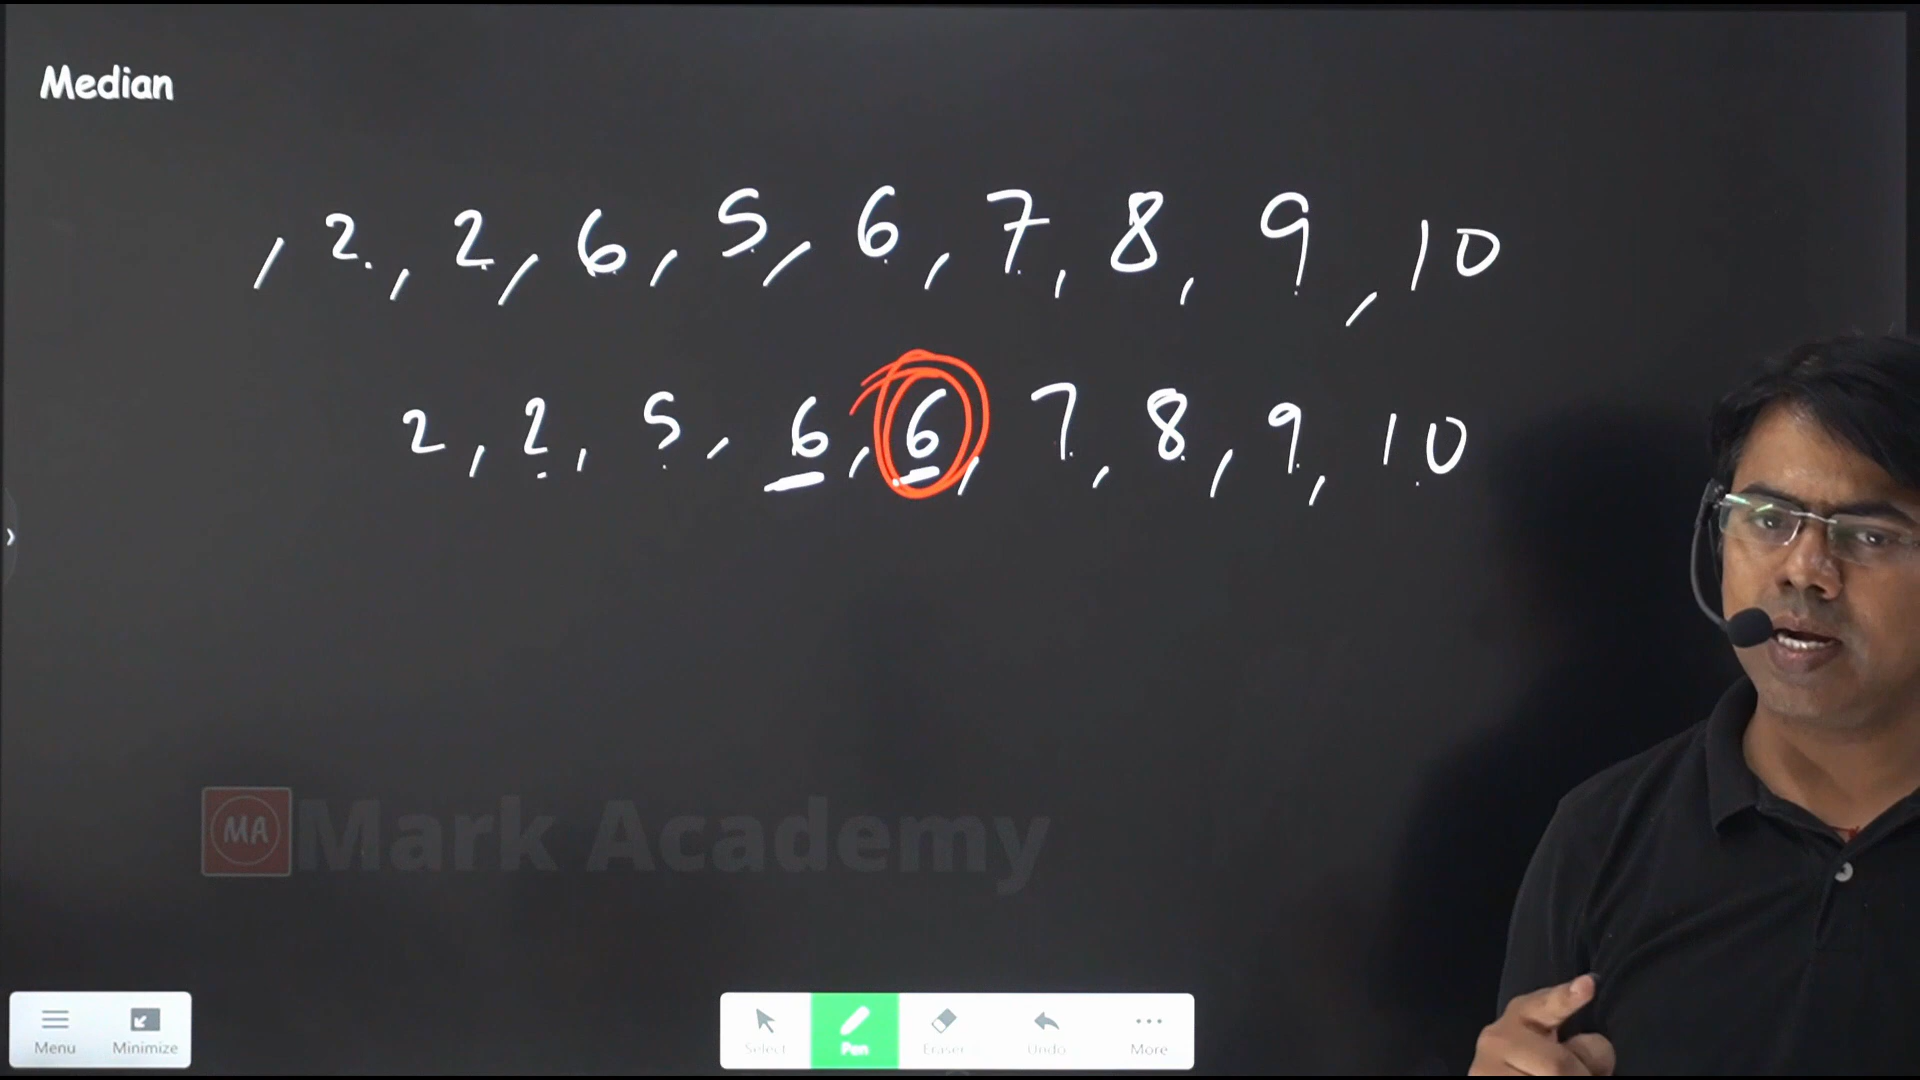 Median
, 2, 2, 6, 5, 6, 7, 8, 9, 10
2, 2, 5, 6, 6, 7, 8, 9, 10
MA Mark Academy
Menu Minimize Select Pen Eraser Undo More